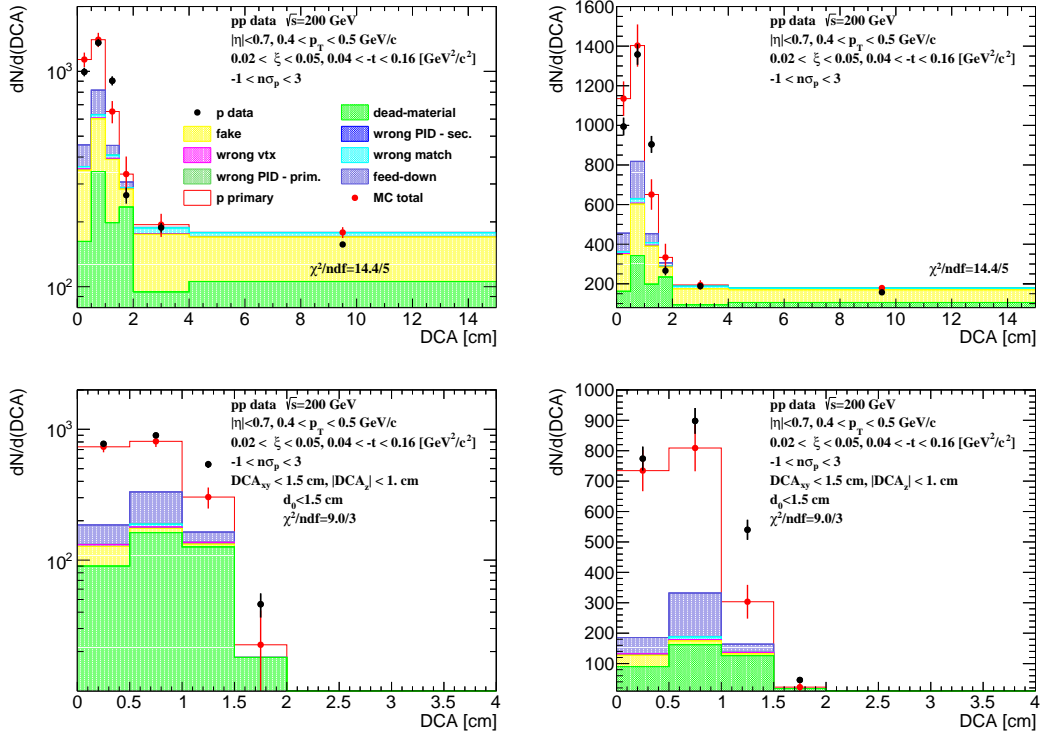 pp data √s=200 GeV
|η|<0.7, 0.4 < p_T < 0.5 GeV/c
0.02 < ξ < 0.05, 0.04 < -t < 0.16 [GeV²/c²]
-1 < nσ_p < 3
p data
fake
wrong vtx
wrong PID - prim.
p primary
dead-material
wrong PID - sec.
wrong match
feed-down
MC total
χ²/ndf=14.4/5
dN/d(DCA)
10³
10²
0 2 4 6 8 10 12 14
DCA [cm]
pp data √s=200 GeV
|η|<0.7, 0.4 < p_T < 0.5 GeV/c
0.02 < ξ < 0.05, 0.04 < -t < 0.16 [GeV²/c²]
-1 < nσ_p < 3
χ²/ndf=14.4/5
dN/d(DCA)
1600
1400
1200
1000
800
600
400
200
0 2 4 6 8 10 12 14
DCA [cm]
pp data √s=200 GeV
|η|<0.7, 0.4 < p_T < 0.5 GeV/c
0.02 < ξ < 0.05, 0.04 < -t < 0.16 [GeV²/c²]
-1 < nσ_p < 3
DCA_xy < 1.5 cm, |DCA_z| < 1. cm
d_0<1.5 cm
χ²/ndf=9.0/3
dN/d(DCA)
10³
10²
0 0.5 1 1.5 2 2.5 3 3.5 4
DCA [cm]
pp data √s=200 GeV
|η|<0.7, 0.4 < p_T < 0.5 GeV/c
0.02 < ξ < 0.05, 0.04 < -t < 0.16 [GeV²/c²]
-1 < nσ_p < 3
DCA_xy < 1.5 cm, |DCA_z| < 1. cm
d_0<1.5 cm
χ²/ndf=9.0/3
dN/d(DCA)
1000
900
800
700
600
500
400
300
200
100
0 0.5 1 1.5 2 2.5 3 3.5 4
DCA [cm]